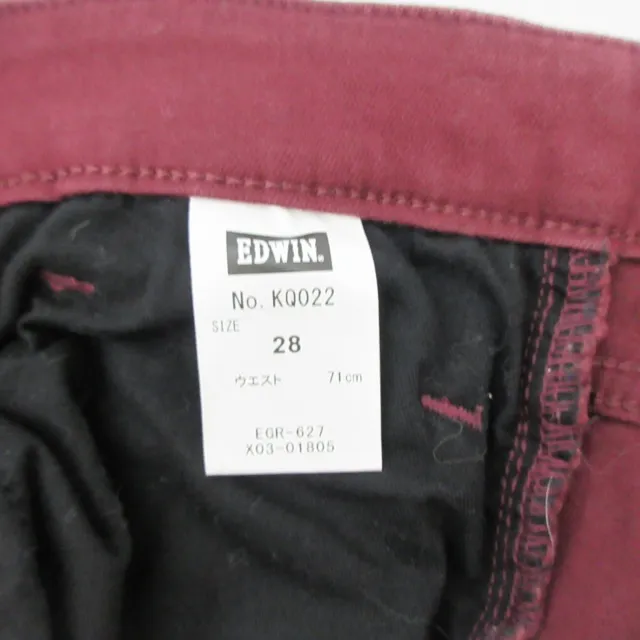 EDWIN.
No. KQ022
SIZE
28
ウエスト 71cm
EGR-627
X03-01805